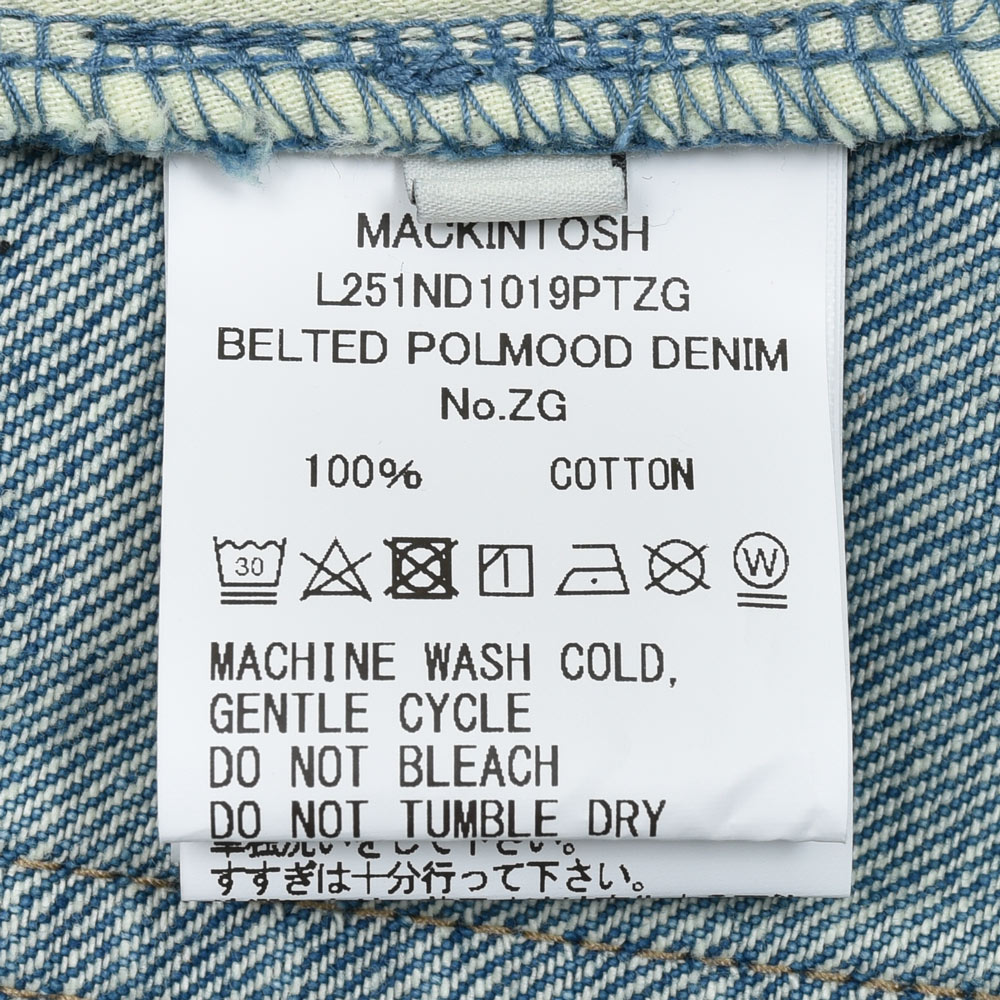 MACKINTOSH
L251ND1019PTZG
BELTED POLMOOD DENIM
No.ZG
100% COTTON
30 W
MACHINE WASH COLD,
GENTLE CYCLE
DO NOT BLEACH
DO NOT TUMBLE DRY
すすぎは十分行って下さい。